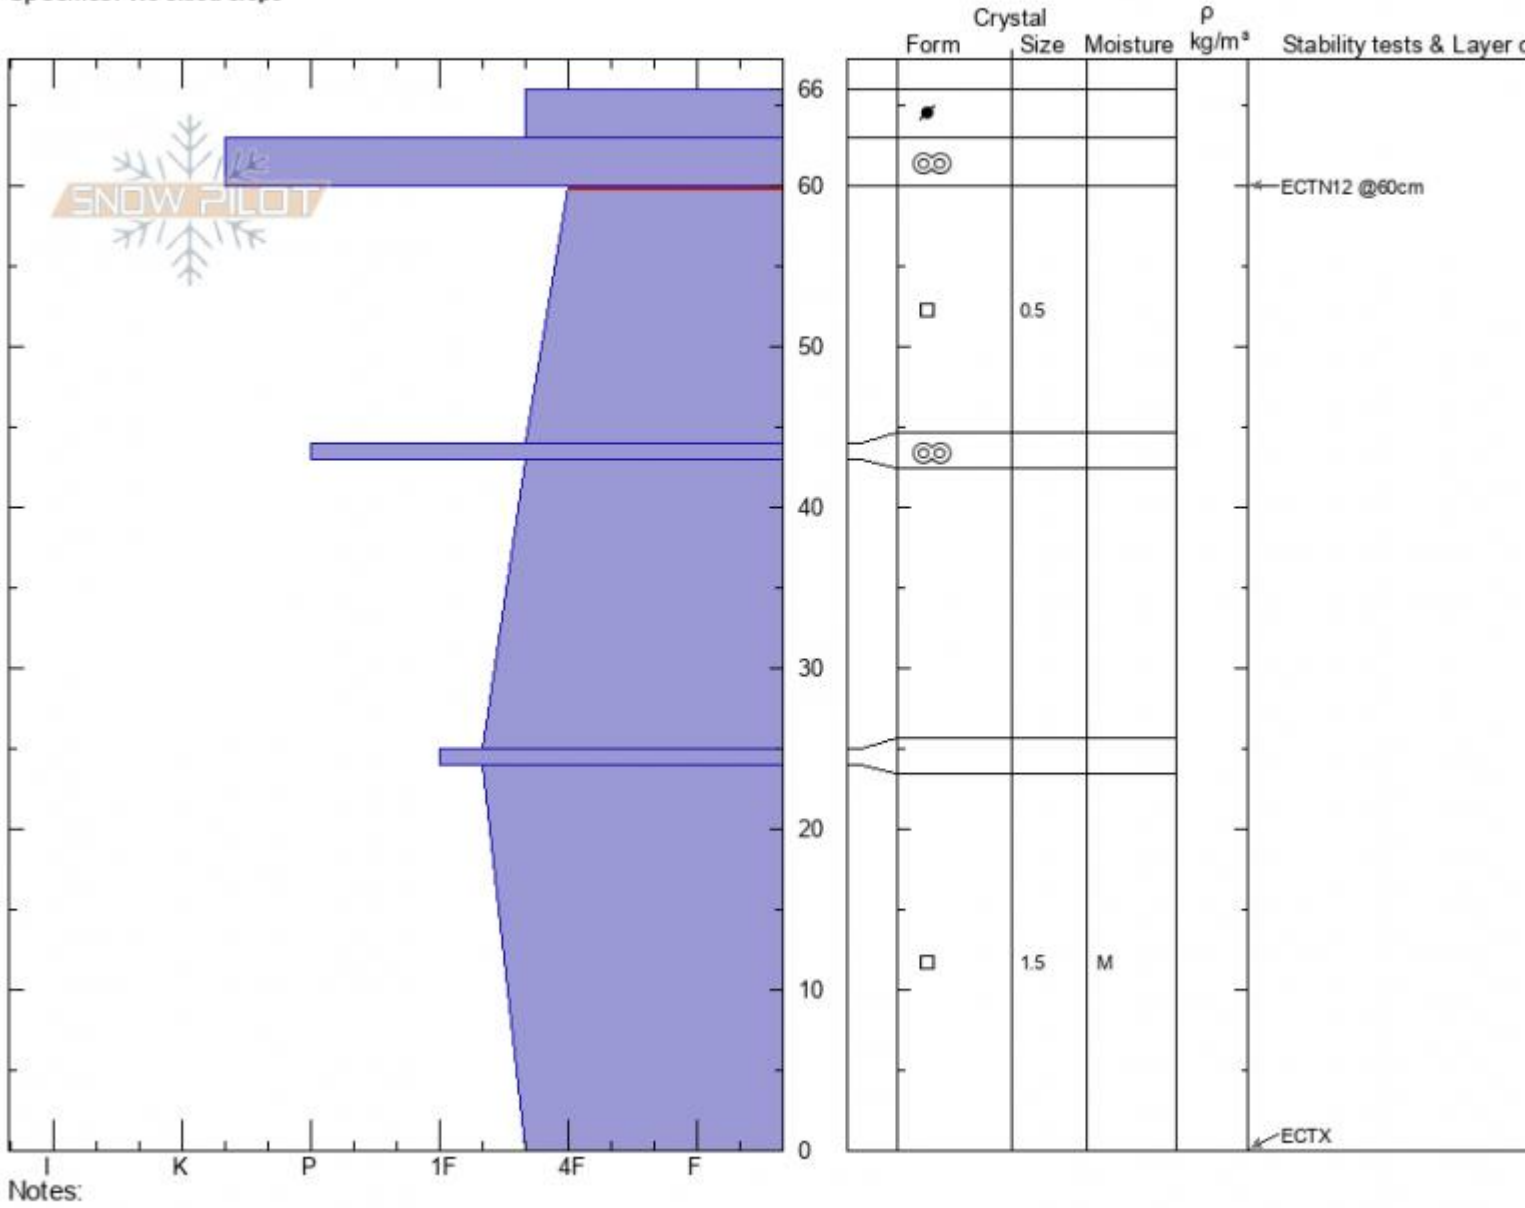 Crystal
ρ
Form Size Moisture kg/m³ Stability tests & Layer c
66
SNOW PILOT
60
ECTN12 @60cm
0.5
50
40
30
20
1.5 M
10
0
ECTX
I K P 1F 4F F
Notes: